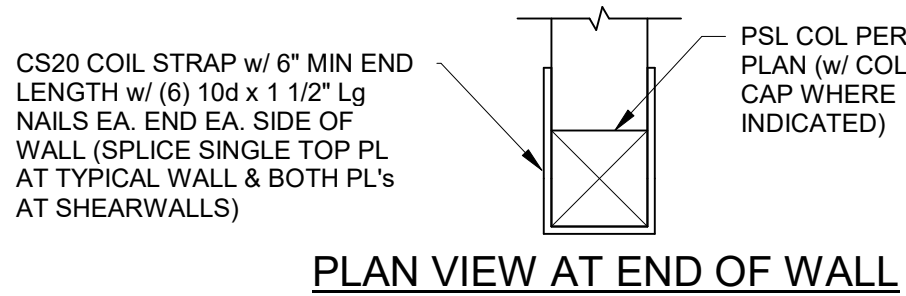 CS20 COIL STRAP w/ 6" MIN END
LENGTH w/ (6) 10d x 1 1/2" Lg
NAILS EA. END EA. SIDE OF
WALL (SPLICE SINGLE TOP PL
AT TYPICAL WALL & BOTH PL's
AT SHEARWALLS)
PSL COL PER
PLAN (w/ COL
CAP WHERE
INDICATED)
PLAN VIEW AT END OF WALL